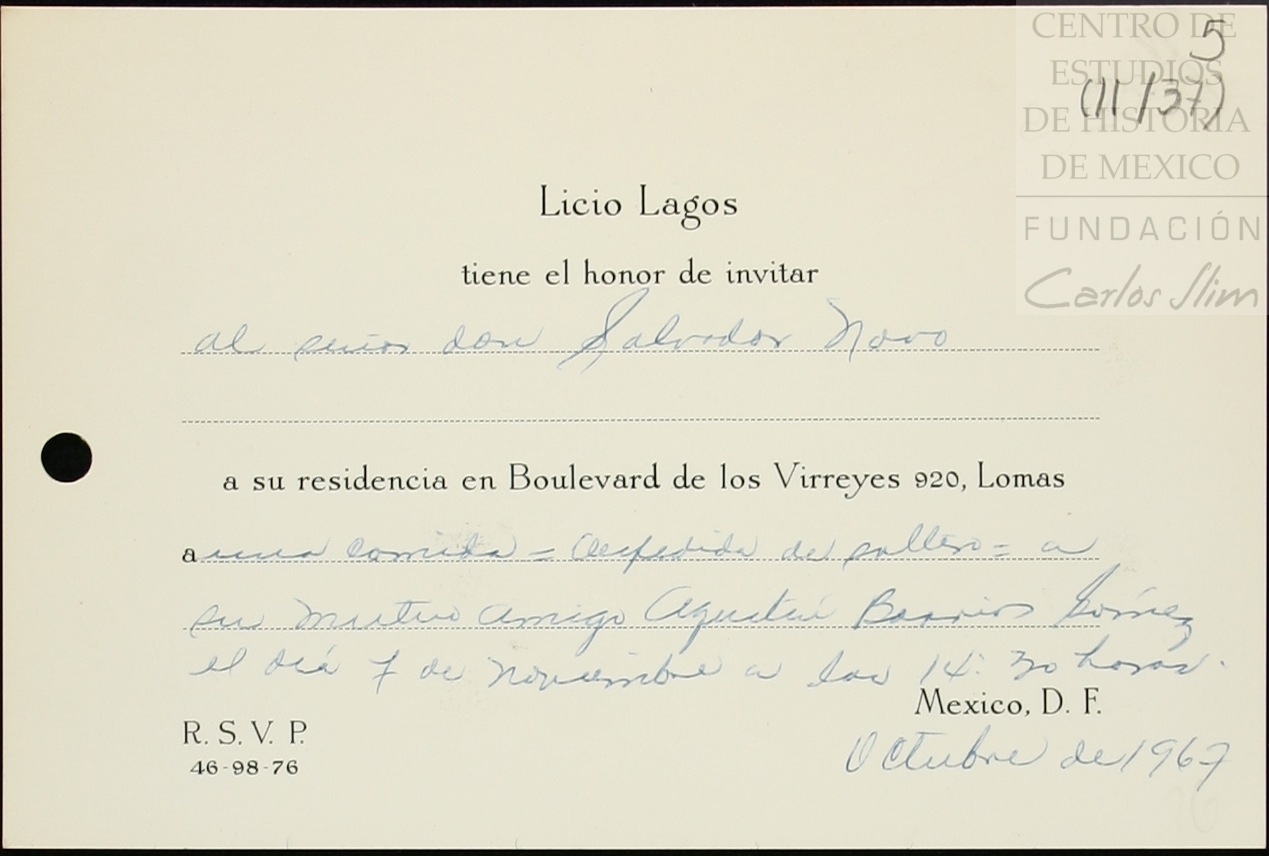 CENTRO DE
ESTUDIOS
DE HISTORIA
DE MEXICO
FUNDACIÓN
Carlos Slim
5
(11/37)
Licio Lagos
tiene el honor de invitar
al señor don Salvador Novo
a su residencia en Boulevard de los Virreyes 920, Lomas
a una comida = despedida de soltero = a
su mutuo amigo Agustín Barrios Gómez
el día 7 de noviembre a las 14:30 horas.
Mexico, D. F.
R. S. V. P.
46-98-76
Octubre de 1967